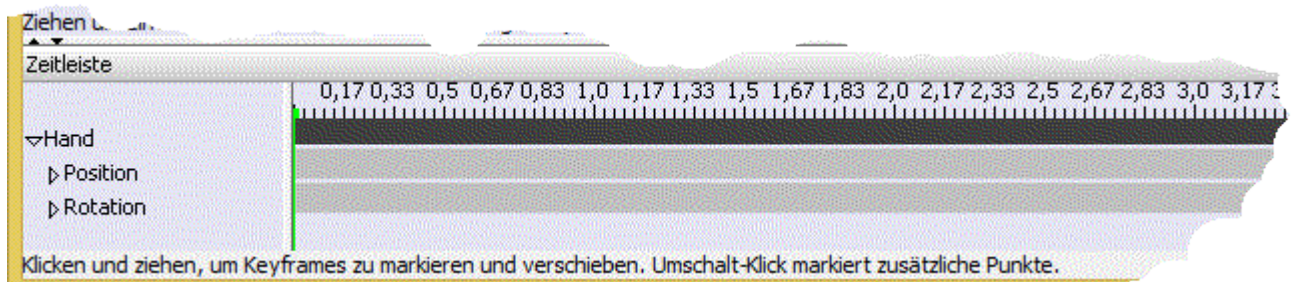 Ziehen u
Zeitleiste
0,17 0,33 0,5 0,67 0,83 1,0 1,17 1,33 1,5 1,67 1,83 2,0 2,17 2,33 2,5 2,67 2,83 3,0 3,17
Hand
Position
Rotation
Klicken und ziehen, um Keyframes zu markieren und verschieben. Umschalt-Klick markiert zusätzliche Punkte.